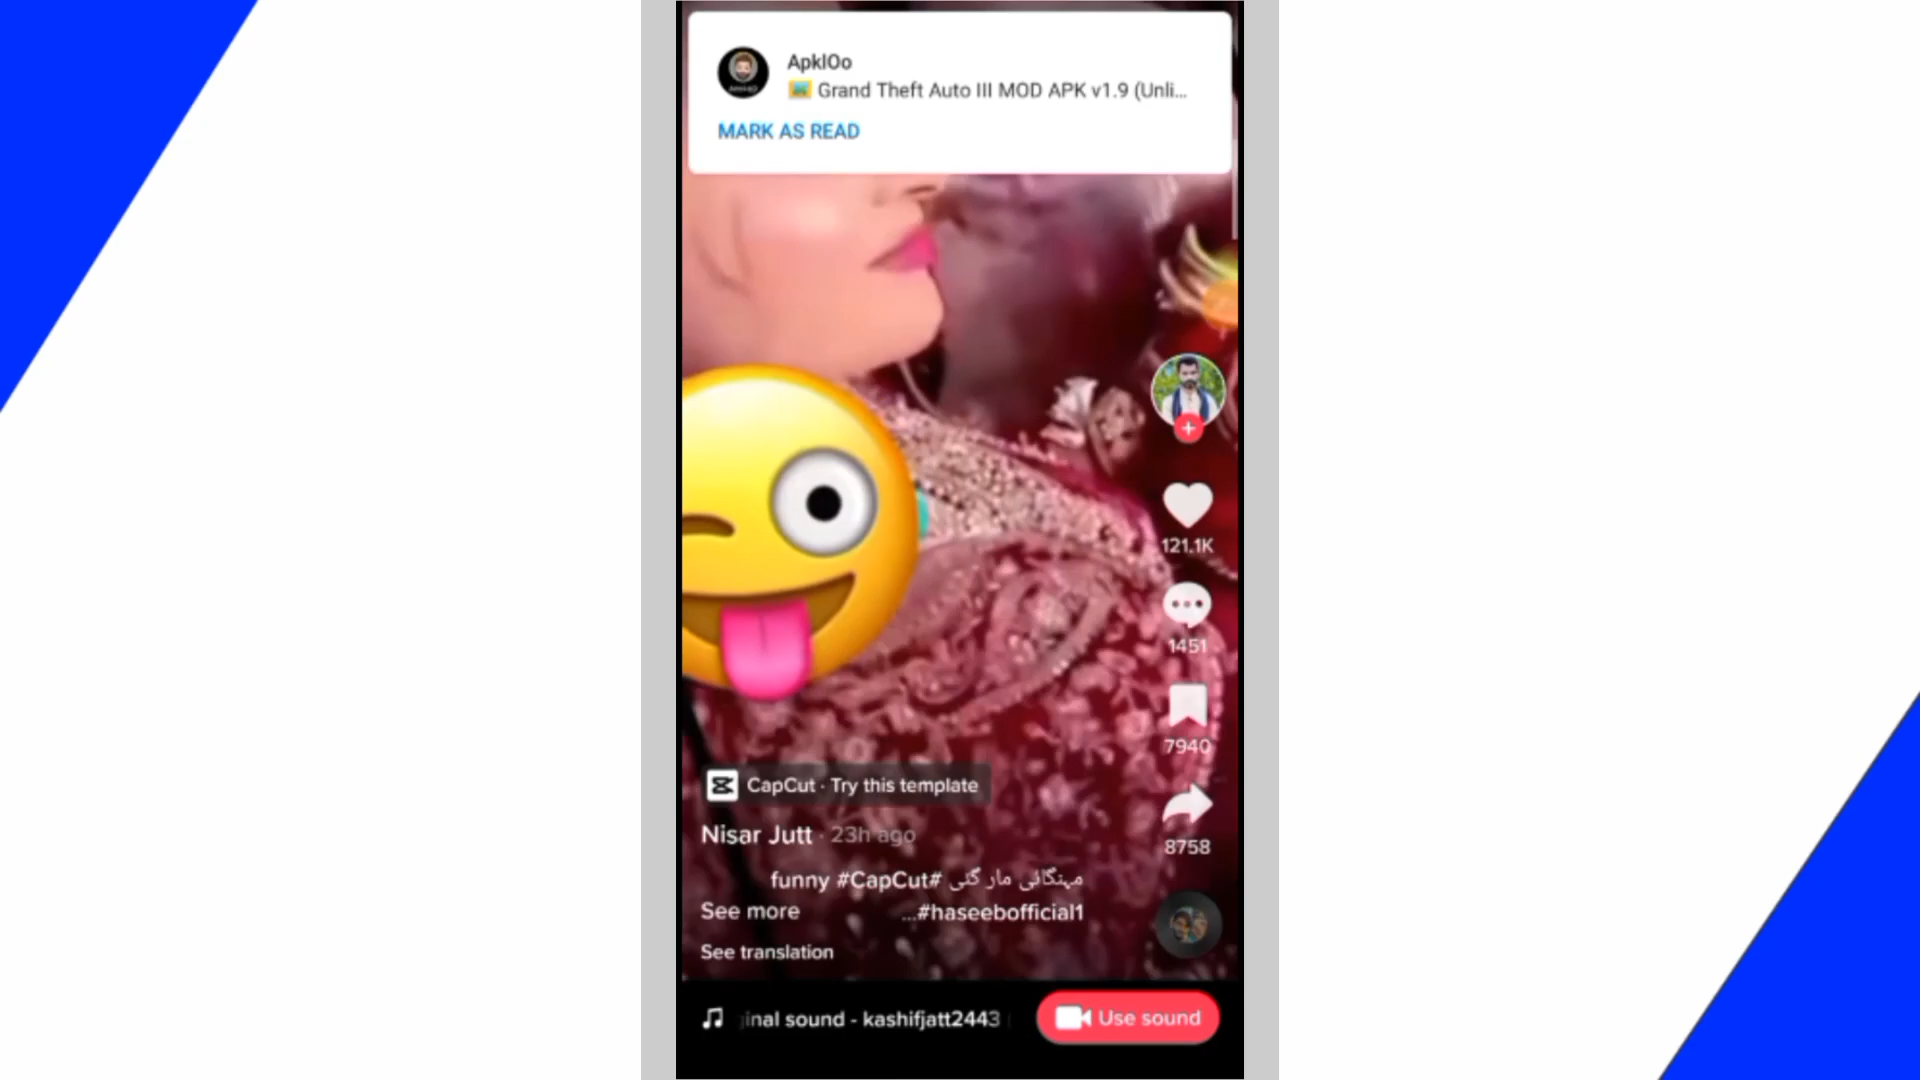 ApklOo
Grand Theft Auto III MOD APK v1.9 (Unli...
MARK AS READ
121.1K
1451
7940
CapCut · Try this template
Nisar Jutt · 23h ago
8758
مہنگائی مار گئی #funny #CapCut
#haseebofficial1...
See more
See translation
inal sound - kashifjatt2443
Use sound